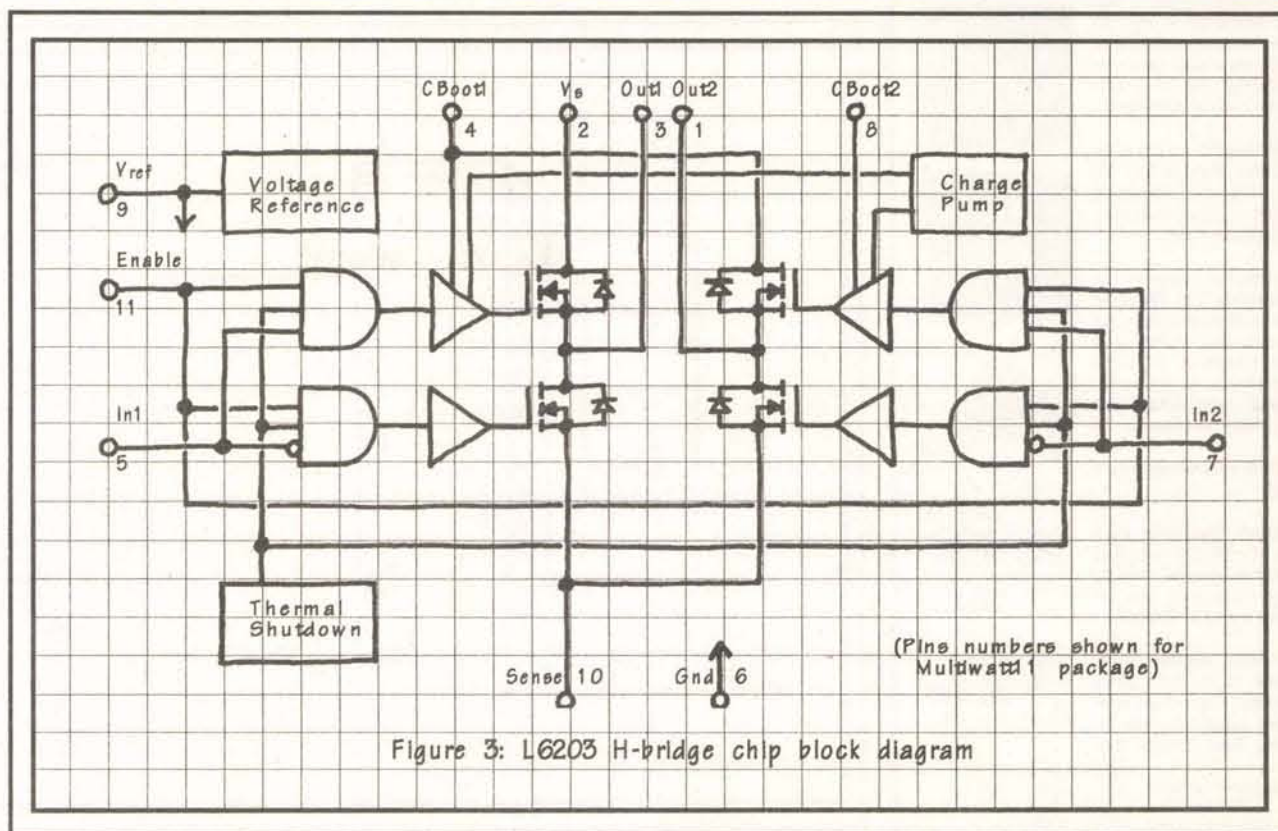 CBoot1
Vs
Out1
Out2
CBoot2
4
2
3
1
8
Vref
9
Voltage
Reference
Charge
Pump
Enable
11
In1
5
In2
7
Thermal
Shutdown
Sense 10
Gnd 6
(Pins numbers shown for
Multiwatt11 package)
Figure 3: L6203 H-bridge chip block diagram